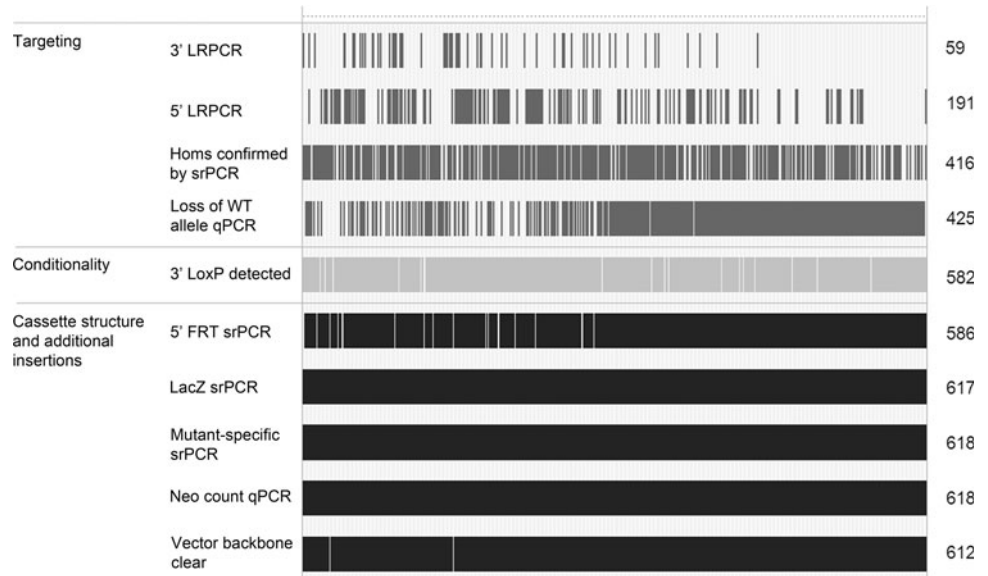 Targeting
3' LRPCR
59
5' LRPCR
191
Homs confirmed
by srPCR
416
Loss of WT
allele qPCR
425
Conditionality
3' LoxP detected
582
Cassette structure
and additional
insertions
5' FRT srPCR
586
LacZ srPCR
617
Mutant-specific
srPCR
618
Neo count qPCR
618
Vector backbone
clear
612